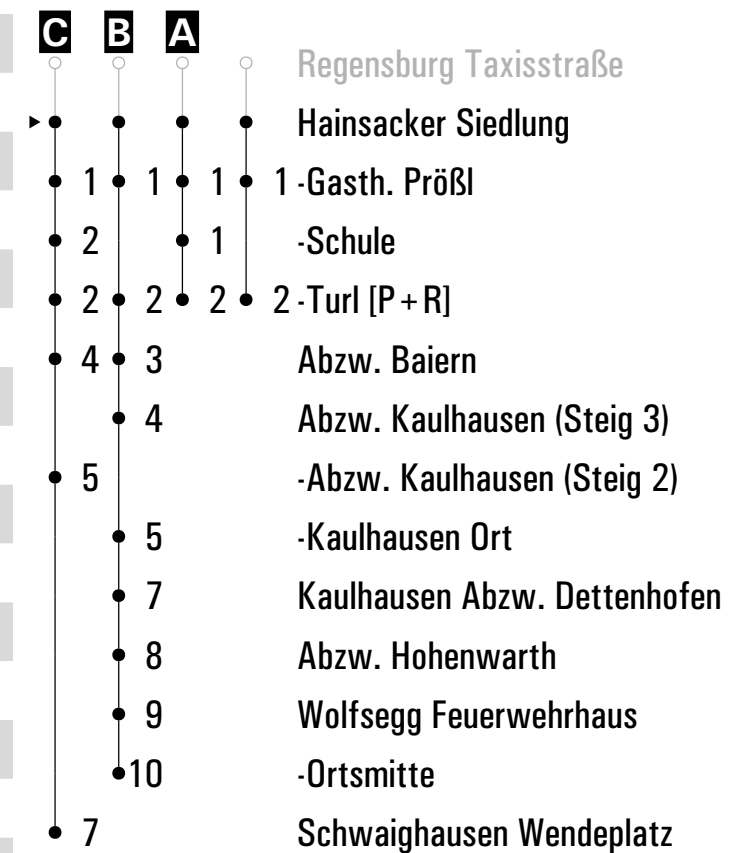 C B A
Regensburg Taxisstraße
Hainsacker Siedlung
1 1 1 1 -Gasth. Prößl
2 1 -Schule
2 2 2 2 -Turl [P+R]
4 3 Abzw. Baiern
4 Abzw. Kaulhausen (Steig 3)
5 -Abzw. Kaulhausen (Steig 2)
5 -Kaulhausen Ort
7 Kaulhausen Abzw. Dettenhofen
8 Abzw. Hohenwarth
9 Wolfsegg Feuerwehrhaus
10 -Ortsmitte
7 Schwaighausen Wendeplatz